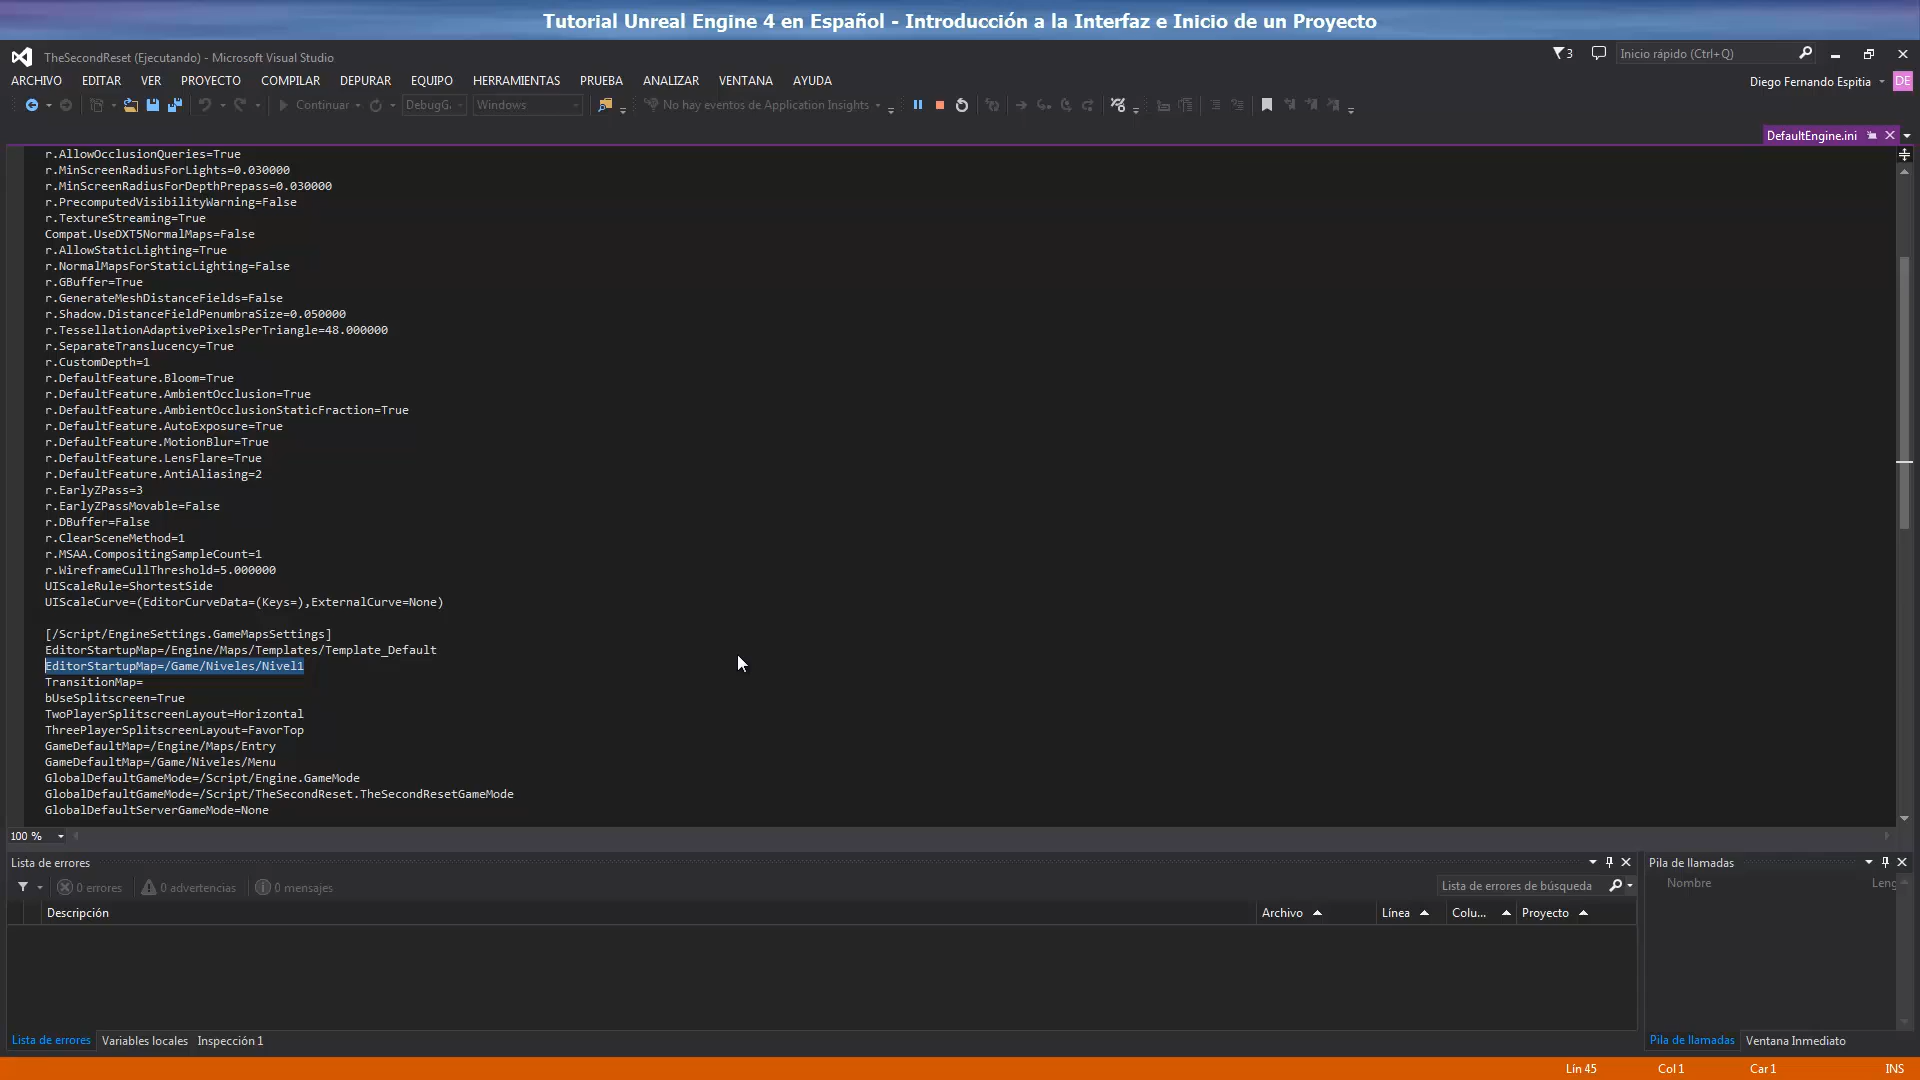 Tutorial Unreal Engine 4 en Español - Introducción a la Interfaz e Inicio de un Proyecto
TheSecondReset (Ejecutando) - Microsoft Visual Studio
3
Inicio rápido (Ctrl+Q)
ARCHIVO EDITAR VER PROYECTO COMPILAR DEPURAR EQUIPO HERRAMIENTAS PRUEBA ANALIZAR VENTANA AYUDA
Diego Fernando Espitia DE
Continuar DebugG. Windows No hay eventos de Application Insights
DefaultEngine.ini
r.AllowOcclusionQueries=True
r.MinScreenRadiusForLights=0.030000
r.MinScreenRadiusForDepthPrepass=0.030000
r.PrecomputedVisibilityWarning=False
r.TextureStreaming=True
Compat.UseDXT5NormalMaps=False
r.AllowStaticLighting=True
r.NormalMapsForStaticLighting=False
r.GBuffer=True
r.GenerateMeshDistanceFields=False
r.Shadow.DistanceFieldPenumbraSize=0.050000
r.TessellationAdaptivePixelsPerTriangle=48.000000
r.SeparateTranslucency=True
r.CustomDepth=1
r.DefaultFeature.Bloom=True
r.DefaultFeature.AmbientOcclusion=True
r.DefaultFeature.AmbientOcclusionStaticFraction=True
r.DefaultFeature.AutoExposure=True
r.DefaultFeature.MotionBlur=True
r.DefaultFeature.LensFlare=True
r.DefaultFeature.AntiAliasing=2
r.EarlyZPass=3
r.EarlyZPassMovable=False
r.DBuffer=False
r.ClearSceneMethod=1
r.MSAA.CompositingSampleCount=1
r.WireframeCullThreshold=5.000000
UIScaleRule=ShortestSide
UIScaleCurve=(EditorCurveData=(Keys=),ExternalCurve=None)
[/Script/EngineSettings.GameMapsSettings]
EditorStartupMap=/Engine/Maps/Templates/Template_Default
EditorStartupMap=/Game/Niveles/Nivel1
TransitionMap=
bUseSplitscreen=True
TwoPlayerSplitscreenLayout=Horizontal
ThreePlayerSplitscreenLayout=FavorTop
GameDefaultMap=/Engine/Maps/Entry
GameDefaultMap=/Game/Niveles/Menu
GlobalDefaultGameMode=/Script/Engine.GameMode
GlobalDefaultGameMode=/Script/TheSecondReset.TheSecondResetGameMode
GlobalDefaultServerGameMode=None
100 %
Lista de errores
0 errores 0 advertencias 0 mensajes
Lista de errores de búsqueda
Descripción Archivo Línea Colu... Proyecto
Pila de llamadas
Nombre Leng
Lista de errores Variables locales Inspección 1
Pila de llamadas Ventana Inmediato
Lín 45 Col 1 Car 1 INS